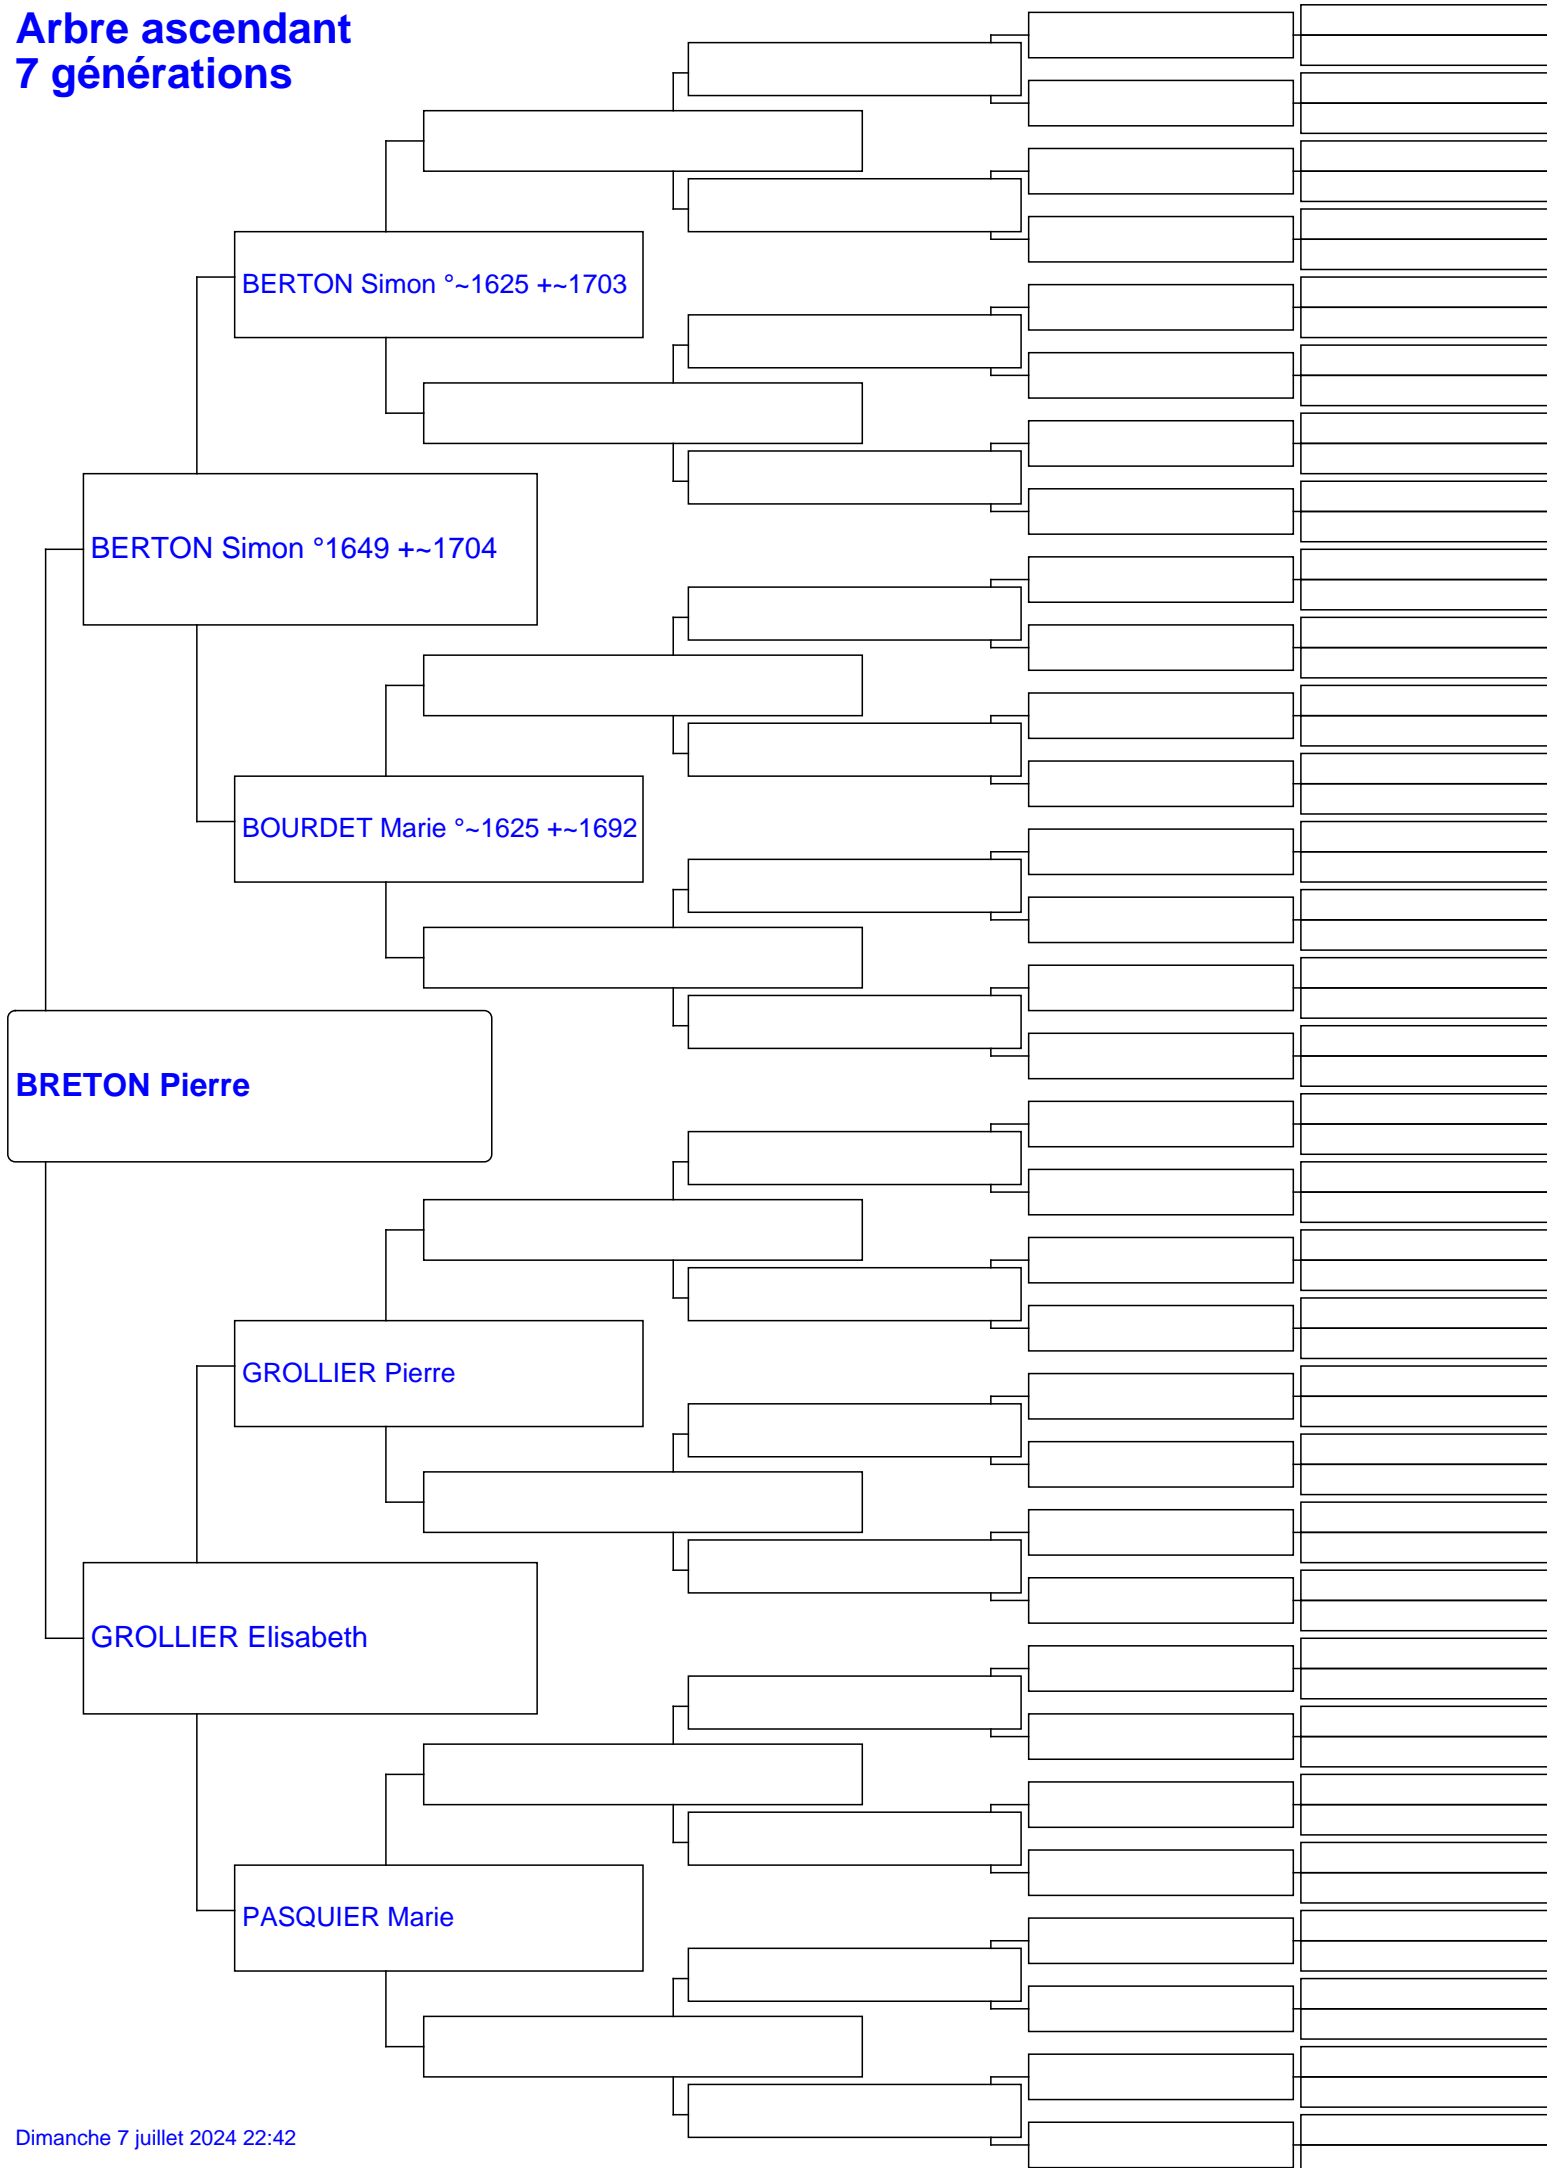 Arbre ascendant
7 générations
BERTON Simon °~1625 +~1703
BERTON Simon °1649 +~1704
BOURDET Marie °~1625 +~1692
BRETON Pierre
GROLLIER Pierre
GROLLIER Elisabeth
PASQUIER Marie
Dimanche 7 juillet 2024 22:42